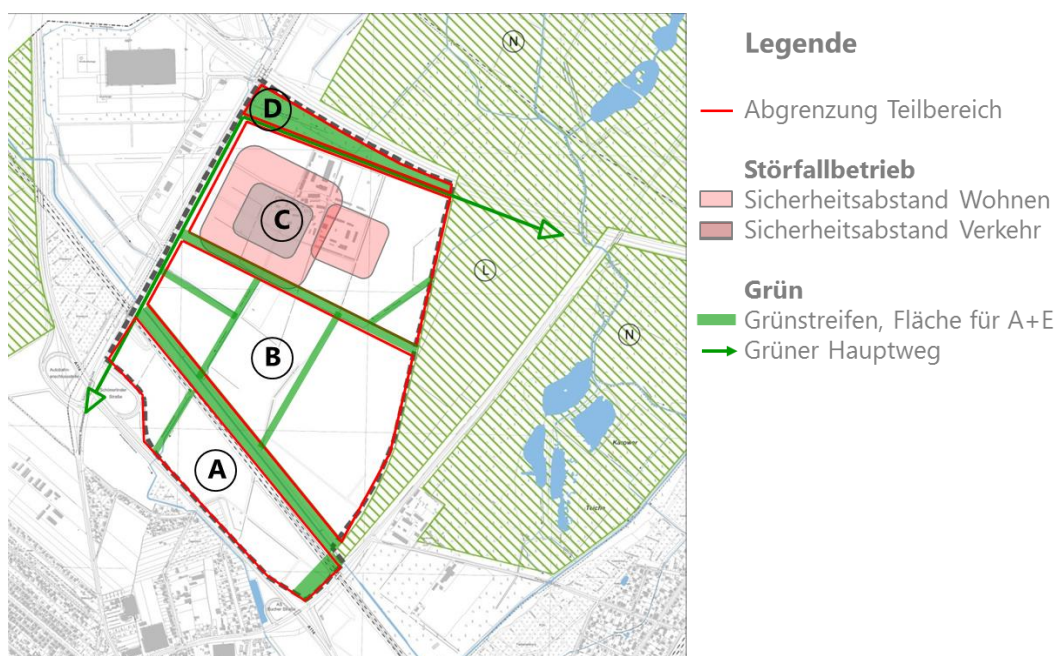 N
D
C
L
N
B
A
Legende
Abgrenzung Teilbereich
Störfallbetrieb
Sicherheitsabstand Wohnen
Sicherheitsabstand Verkehr
Grün
Grünstreifen, Fläche für A+E
Grüner Hauptweg